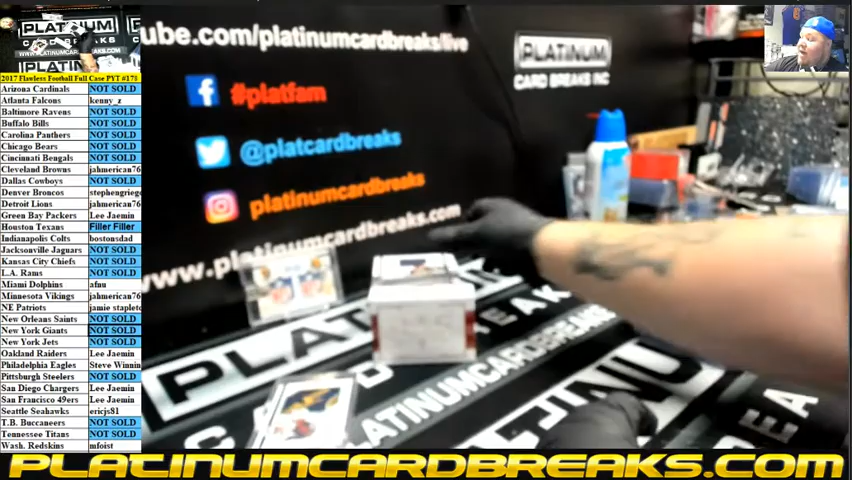 ube.com/platinumcardbreaks/live
PLATINUM
CARD BREAKS INC
#platfam
@platcardbreaks
platinumcardbreaks
www.platinumcardbreaks.com
PLATINUM
2017 Flawless Football Full Case PYT #178
Arizona Cardinals NOT SOLD
Atlanta Falcons kenny_z
Baltimore Ravens NOT SOLD
Buffalo Bills NOT SOLD
Carolina Panthers NOT SOLD
Chicago Bears NOT SOLD
Cincinnati Bengals NOT SOLD
Cleveland Browns jahmerican76
Dallas Cowboys NOT SOLD
Denver Broncos stephengriego
Detroit Lions jahmerican76
Green Bay Packers Lee Jaemin
Houston Texans Filler Filler
Indianapolis Colts bostonsdad
Jacksonville Jaguars NOT SOLD
Kansas City Chiefs NOT SOLD
L.A. Rams NOT SOLD
Miami Dolphins afnu
Minnesota Vikings jahmerican76
NE Patriots jamie stapleto
New Orleans Saints NOT SOLD
New York Giants NOT SOLD
New York Jets NOT SOLD
Oakland Raiders Lee Jaemin
Philadelphia Eagles Steve Winnin
Pittsburgh Steelers NOT SOLD
San Diego Chargers Lee Jaemin
San Francisco 49ers Lee Jaemin
Seattle Seahawks ericjs81
T.B. Buccaneers NOT SOLD
Tennessee Titans NOT SOLD
Wash. Redskins mfoist
PLATINUMCARDBREAKS.COM